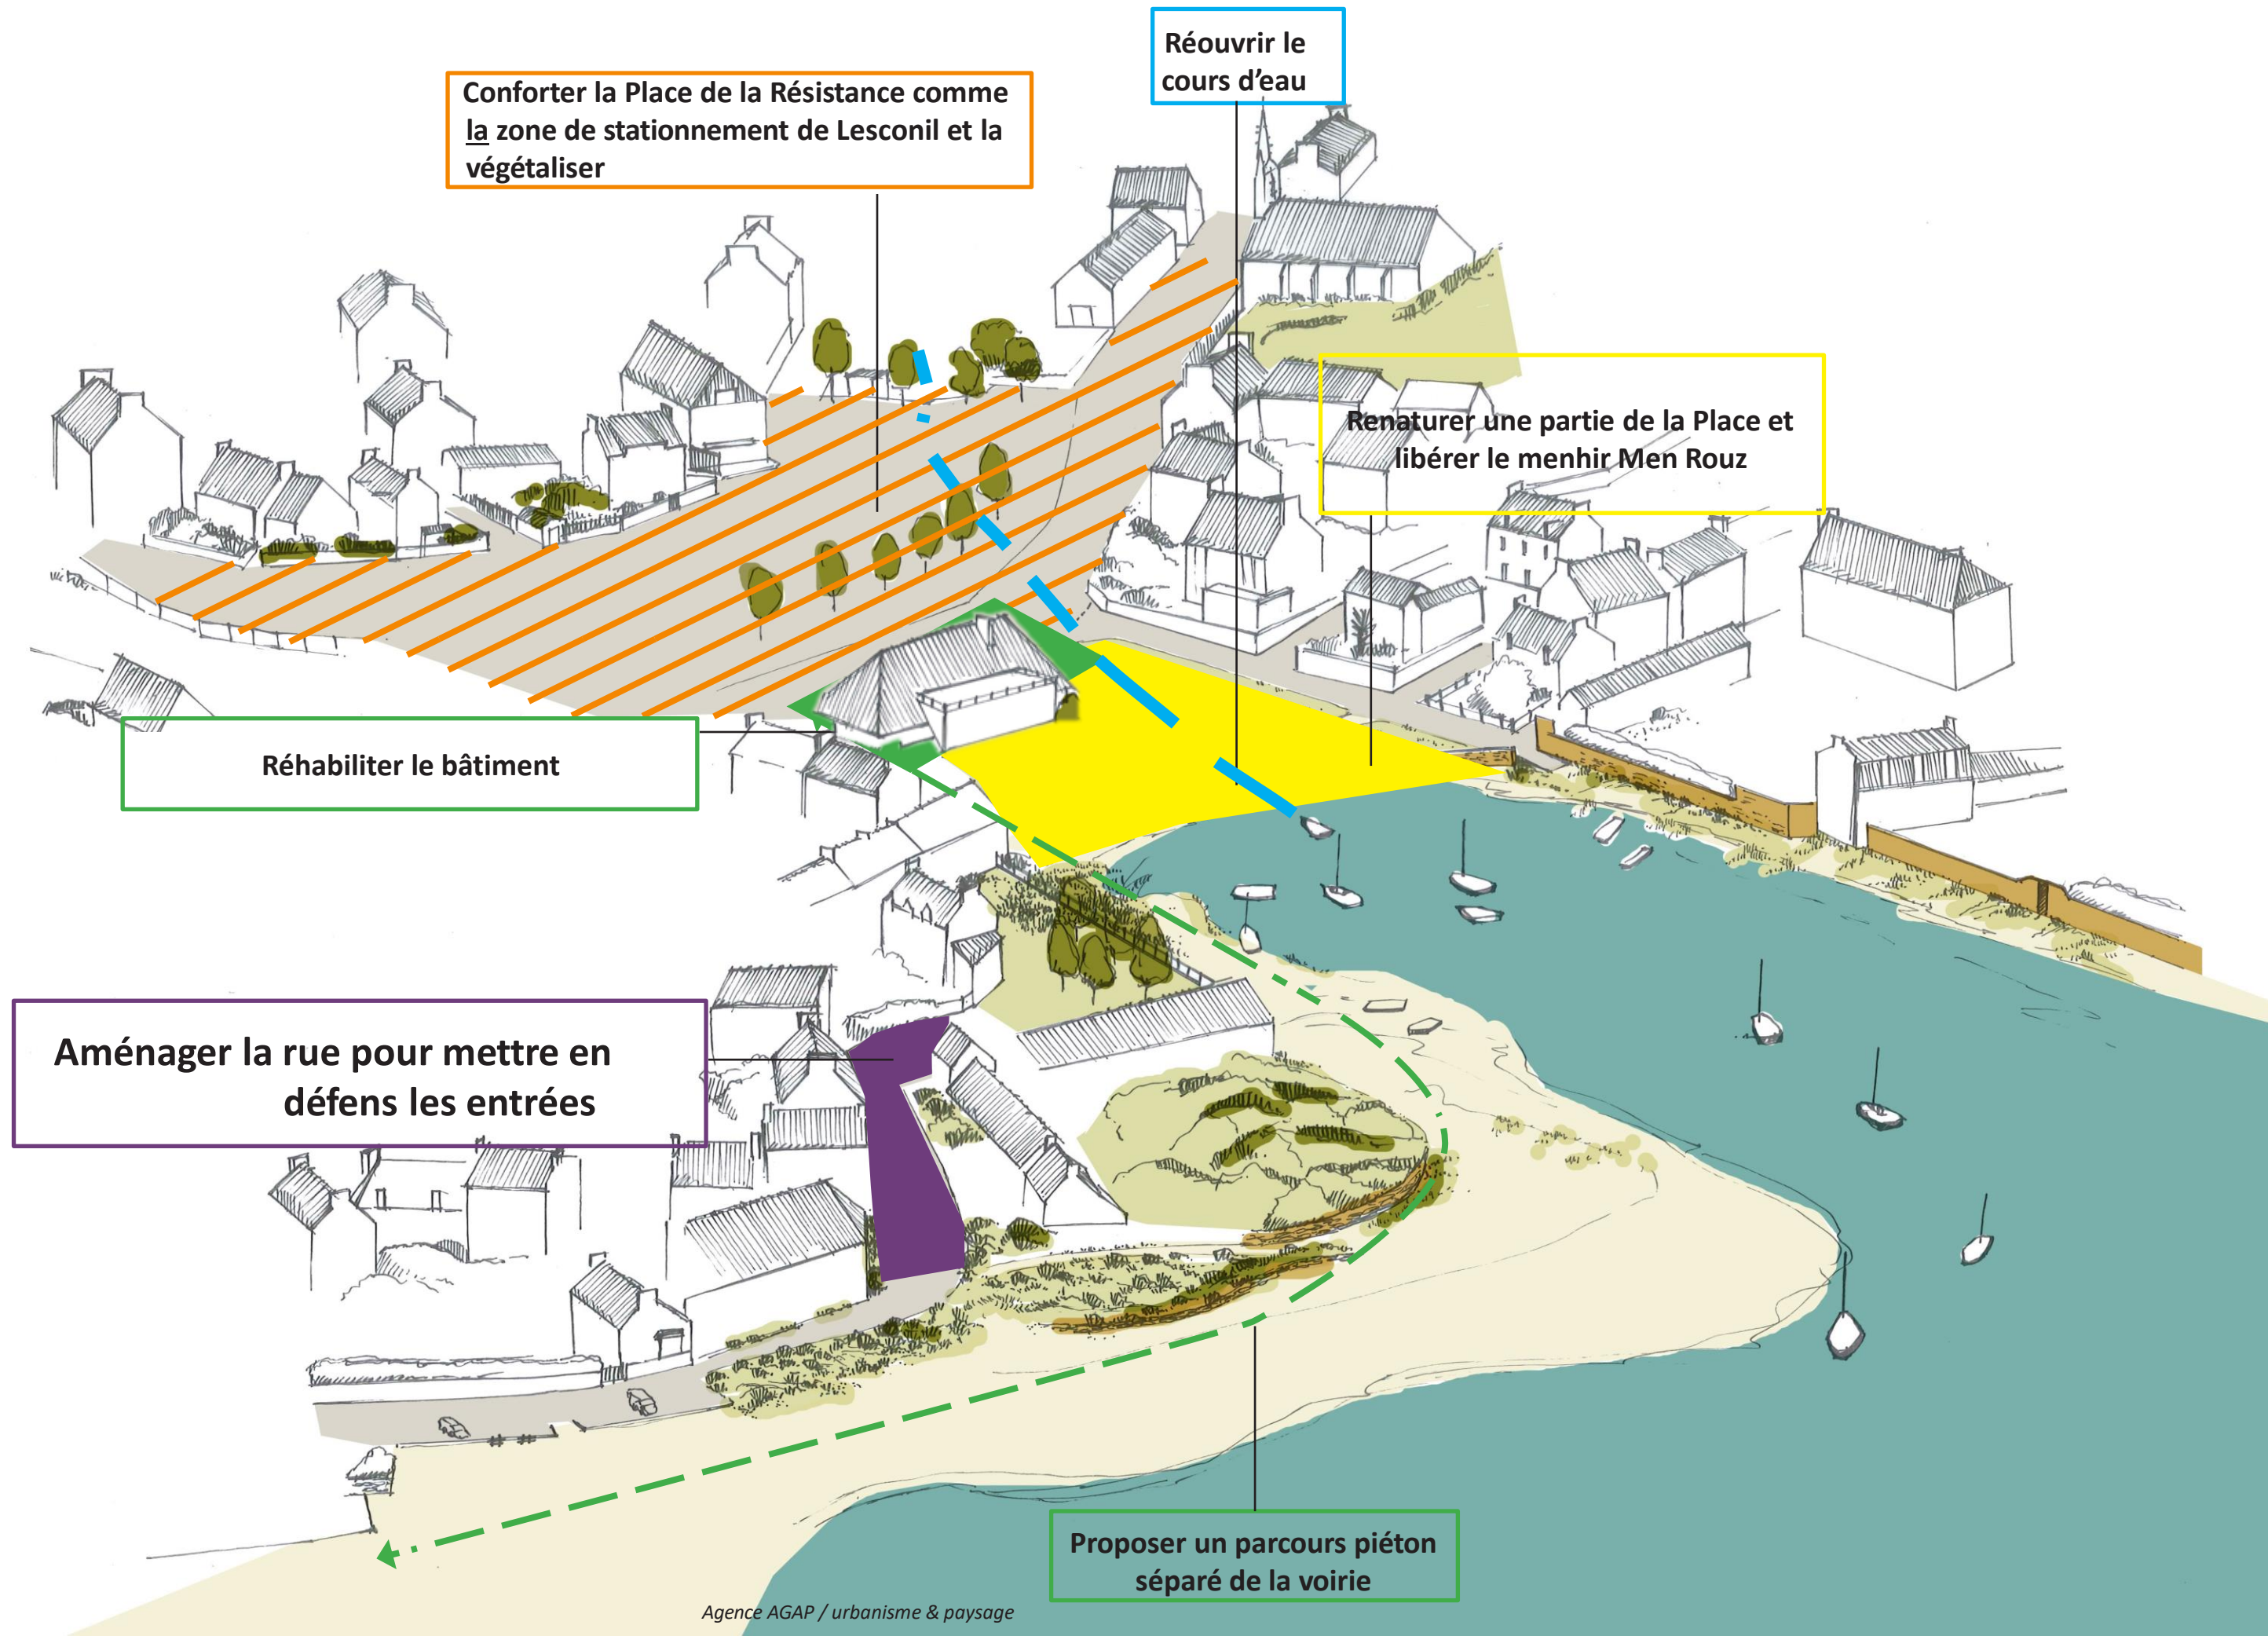 Réouvrir le
cours d'eau
Conforter la Place de la Résistance comme
la zone de stationnement de Lesconil et la
végétaliser
Renaturer une partie de la Place et
libérer le menhir Men Rouz
Réhabiliter le bâtiment
Aménager la rue pour mettre en
défens les entrées
Proposer un parcours piéton
séparé de la voirie
Agence AGAP / urbanisme & paysage